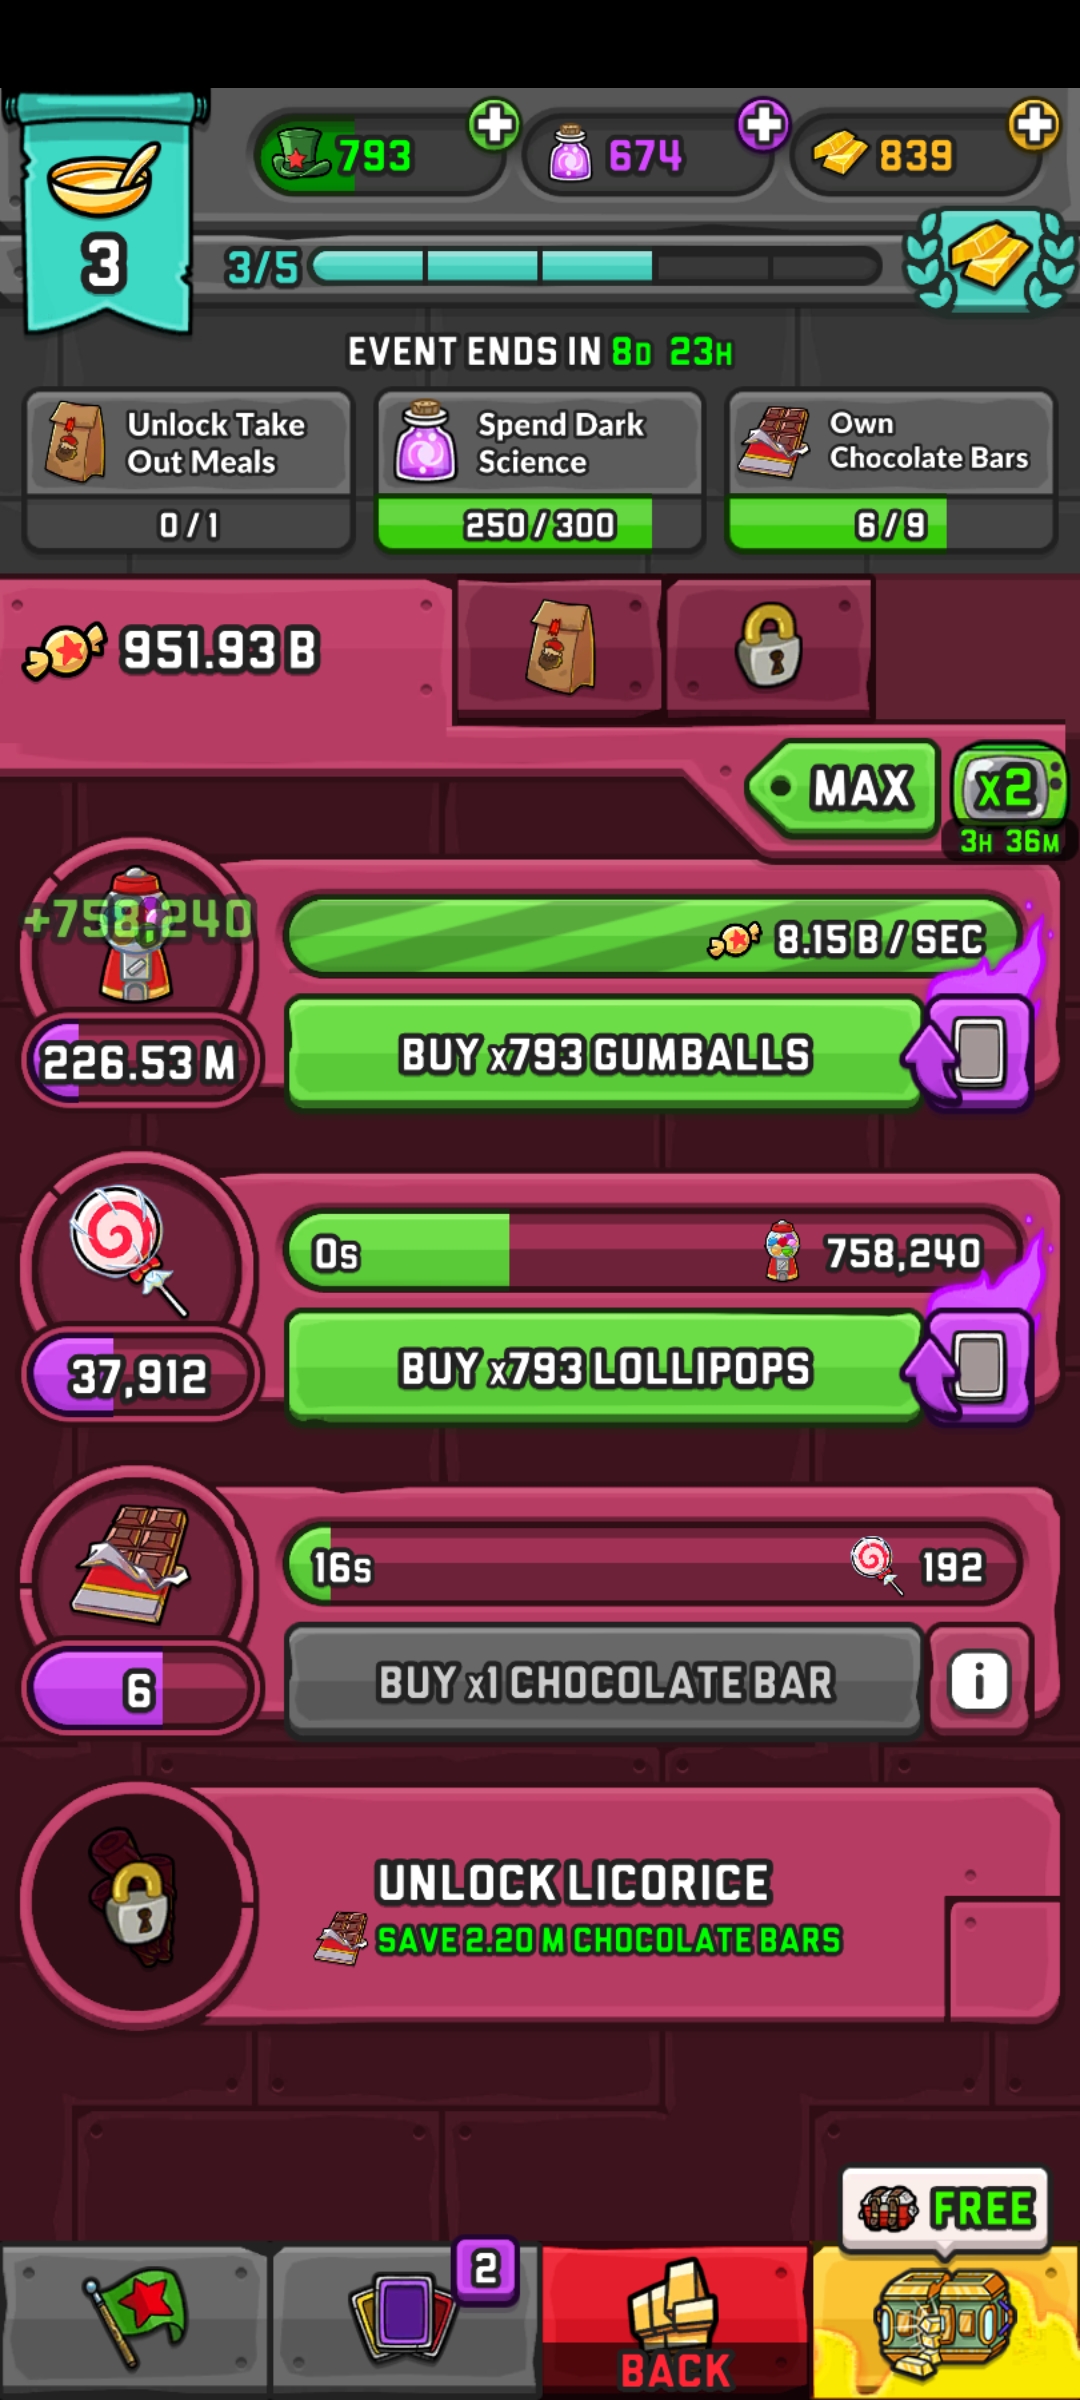 793
674
839
3
3/5
EVENT ENDS IN 8D 23H
Unlock Take
Out Meals
0/1
Spend Dark
Science
250/300
Own
Chocolate Bars
6/9
951.93 B
MAX
x2
3H 36M
+758,240
8.15 B / SEC
226.53 M
BUY x793 GUMBALLS
0s
758,240
37,912
BUY x793 LOLLIPOPS
16s
192
6
BUY x1 CHOCOLATE BAR
i
UNLOCK LICORICE
SAVE 2.20 M CHOCOLATE BARS
FREE
2
BACK